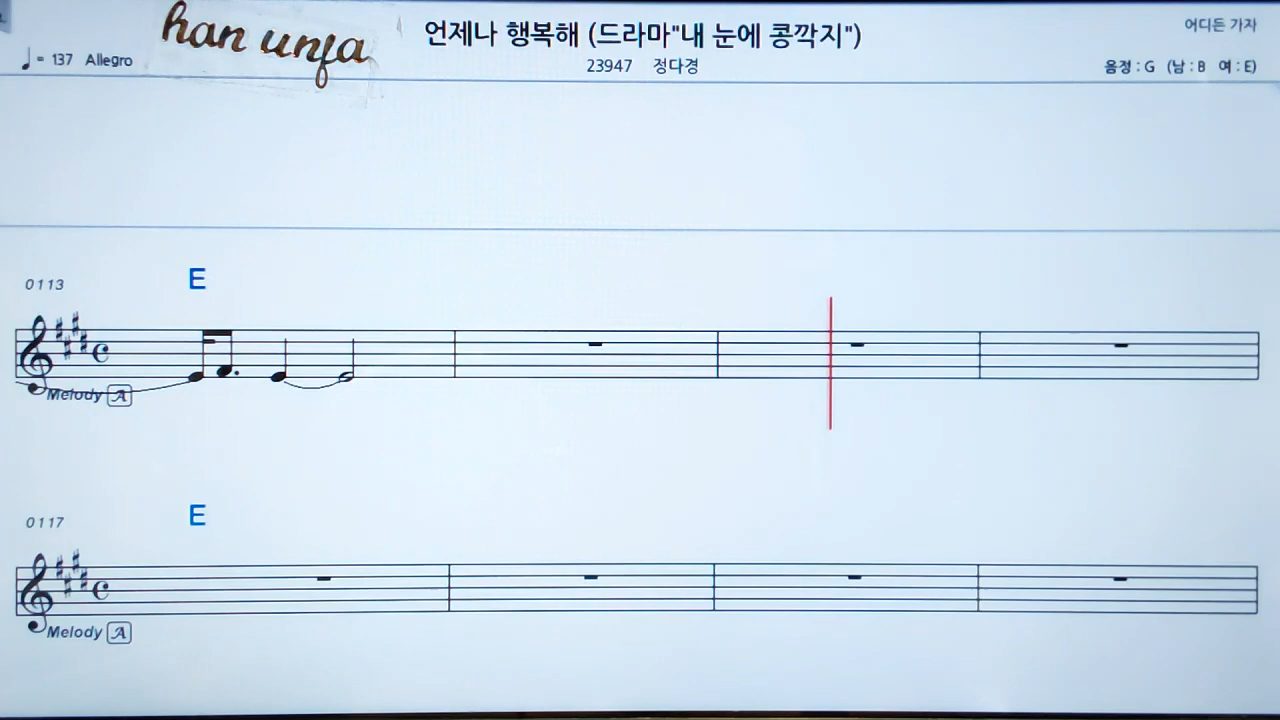 han unfa
언제나 행복해 (드라마"내 눈에 콩깍지")
어디든 가자
♩= 137 Allegro
23947 정다경
음정 : G (남 : B 여 : E)
0113
E
Melody A
0117
E
Melody A